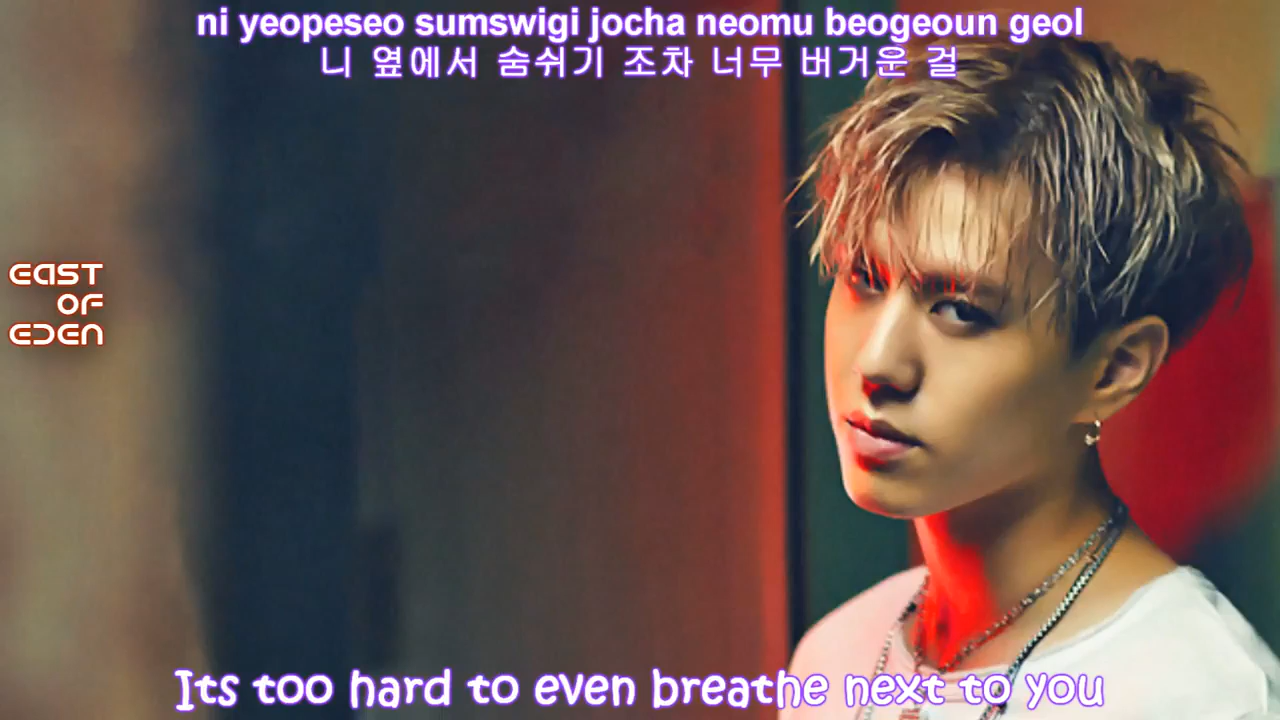 ni yeopeseo sumswigi jocha neomu beogeoun geol
니 옆에서 숨쉬기 조차 너무 버거운 걸
EAST
OF
EDEN
Its too hard to even breathe next to you